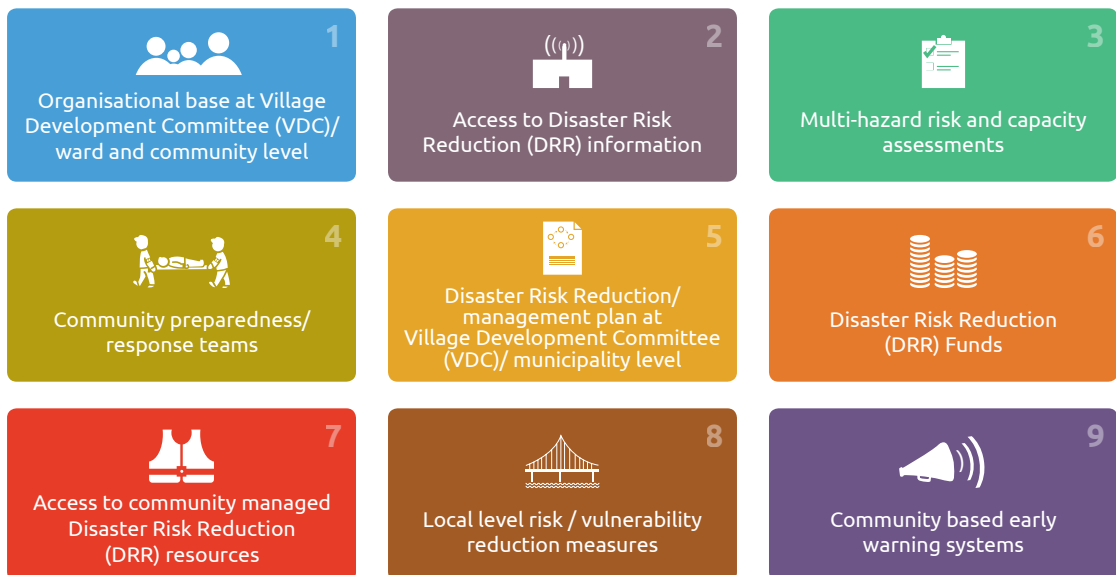 1
Organisational base at Village
Development Committee (VDC)/
ward and community level
2
Access to Disaster Risk
Reduction (DRR) information
3
Multi-hazard risk and capacity
assessments
4
Community preparedness/
response teams
5
Disaster Risk Reduction/
management plan at
Village Development Committee
(VDC)/ municipality level
6
Disaster Risk Reduction
(DRR) Funds
7
Access to community managed
Disaster Risk Reduction
(DRR) resources
8
Local level risk / vulnerability
reduction measures
9
Community based early
warning systems